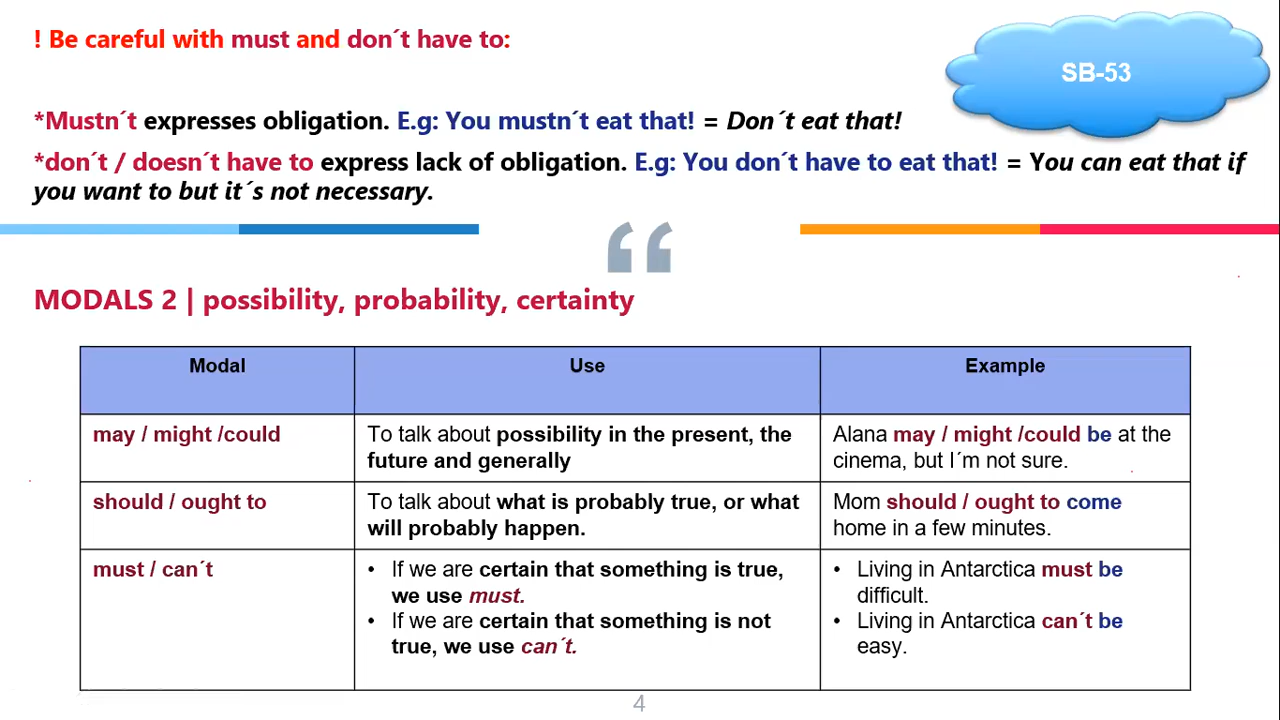 ! Be careful with must and don´t have to:
SB-53
*Mustn´t expresses obligation. E.g: You mustn´t eat that! = Don´t eat that!
*don´t / doesn´t have to express lack of obligation. E.g: You don´t have to eat that! = You can eat that if
you want to but it´s not necessary.
“
MODALS 2 | possibility, probability, certainty
Modal
Use
Example
may / might /could
To talk about possibility in the present, the
future and generally
Alana may / might /could be at the
cinema, but I´m not sure.
should / ought to
To talk about what is probably true, or what
will probably happen.
Mom should / ought to come
home in a few minutes.
must / can´t
• If we are certain that something is true,
we use must.
• If we are certain that something is not
true, we use can´t.
• Living in Antarctica must be
difficult.
• Living in Antarctica can´t be
easy.
4